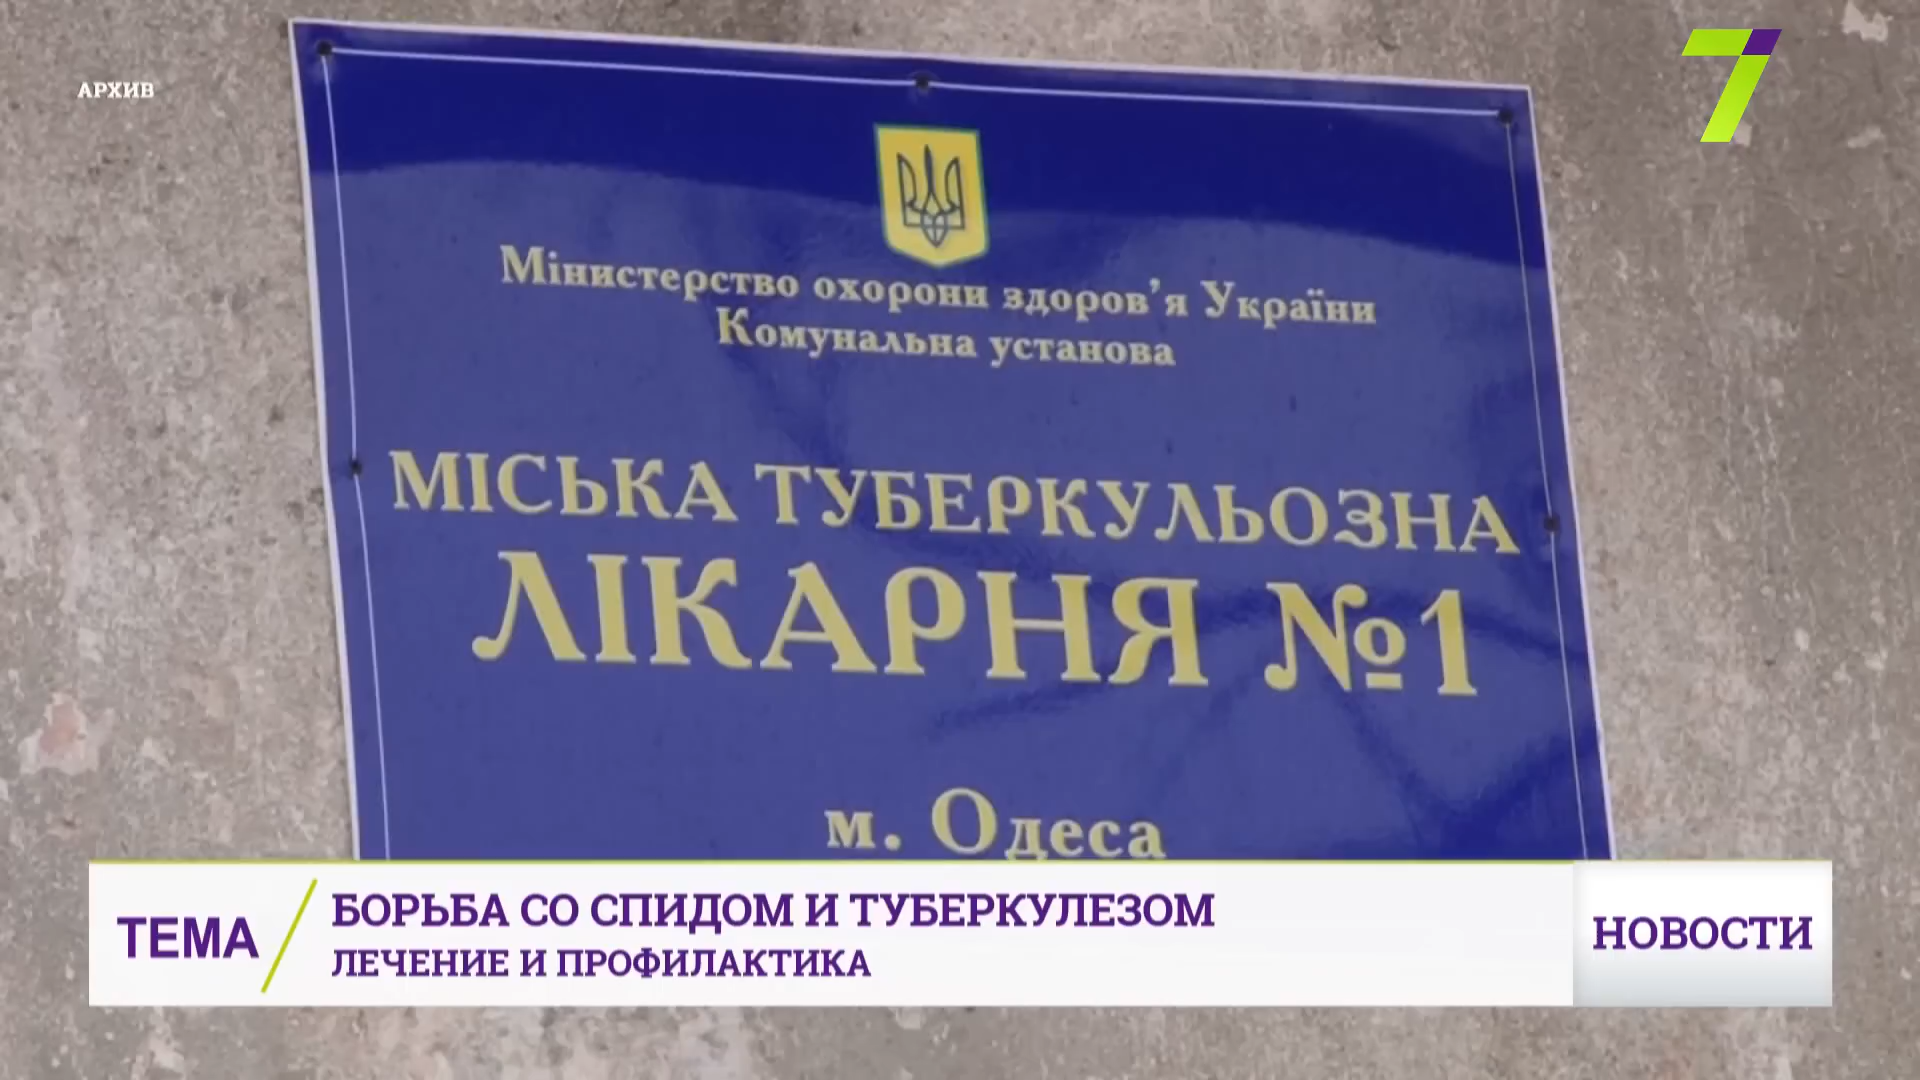 АРХИВ
7
Міністерство охорони здоров’я України
Комунальна установа
МІСЬКА ТУБЕРКУЛЬОЗНА
ЛІКАРНЯ №1
м. Одеса
ТЕМА
БОРЬБА СО СПИДОМ И ТУБЕРКУЛЕЗОМ
ЛЕЧЕНИЕ И ПРОФИЛАКТИКА
НОВОСТИ